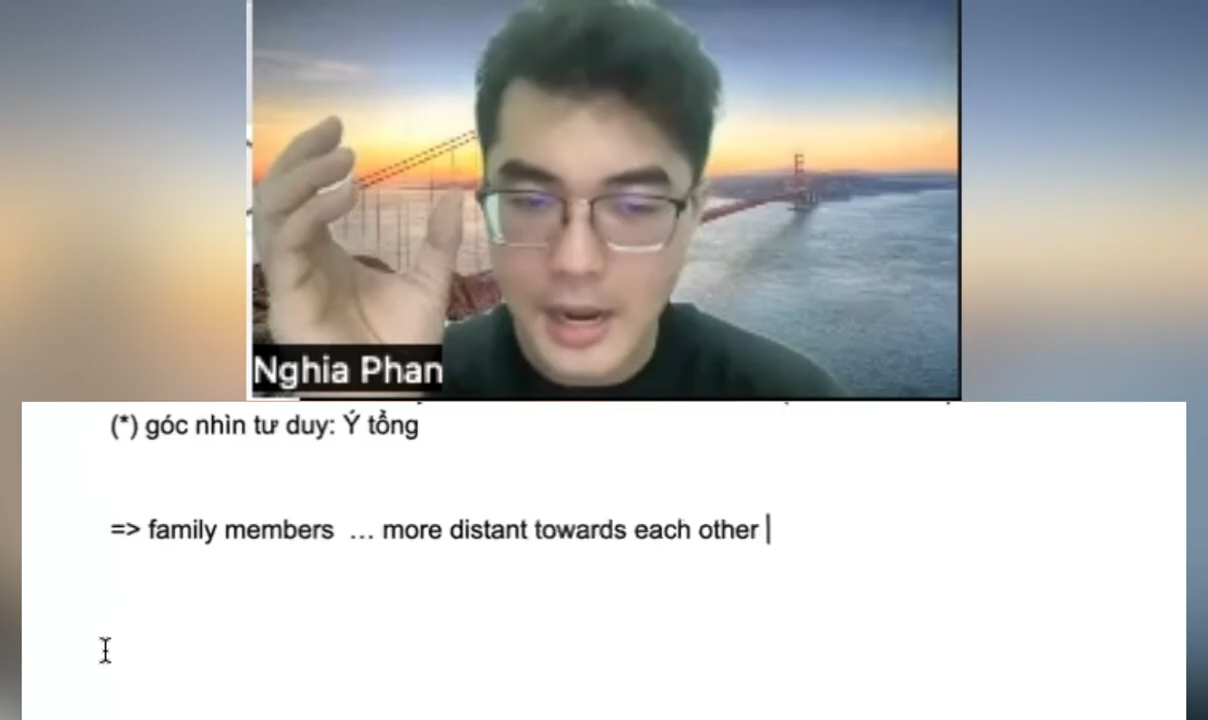 Nghia Phan
(*) góc nhìn tư duy: Ý tổng
=> family members … more distant towards each other